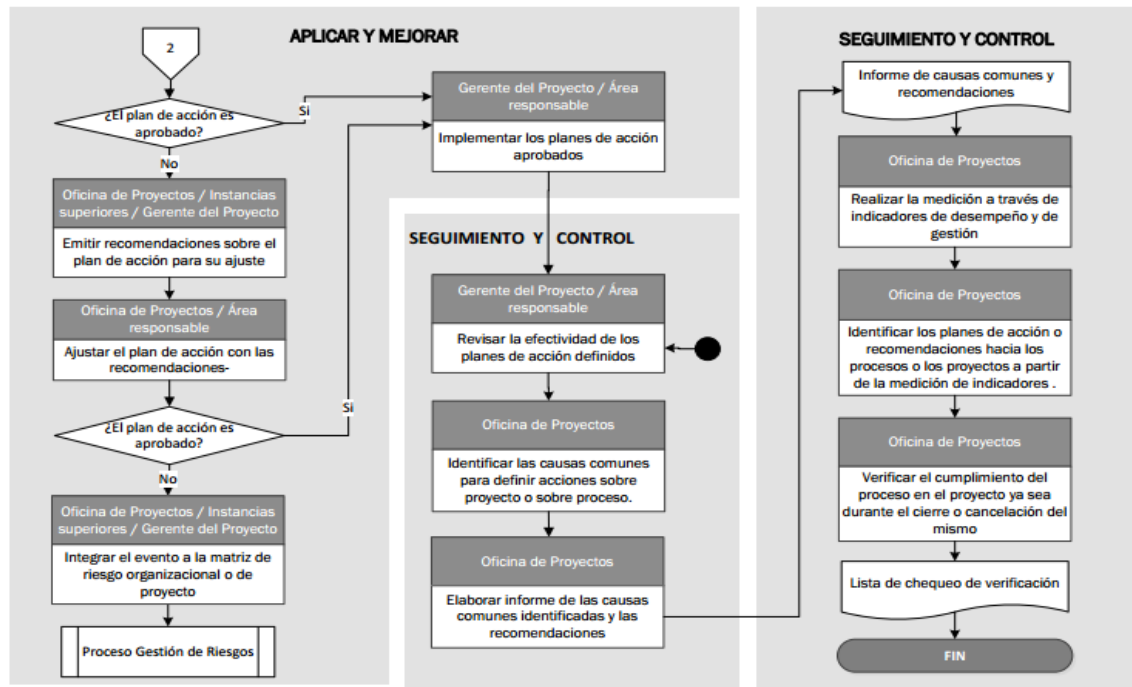 APLICAR Y MEJORAR
2
¿El plan de acción es
aprobado?
Si
No
Oficina de Proyectos / Instancias
superiores / Gerente del Proyecto
Emitir recomendaciones sobre el
plan de acción para su ajuste
Oficina de Proyectos / Área
responsable
Ajustar el plan de acción con las
recomendaciones-
¿El plan de acción es
aprobado?
Si
No
Oficina de Proyectos / Instancias
superiores / Gerente del Proyecto
Integrar el evento a la matriz de
riesgo organizacional o de
proyecto
Proceso Gestión de Riesgos
Gerente del Proyecto / Área
responsable
Implementar los planes de acción
aprobados
SEGUIMIENTO Y CONTROL
Gerente del Proyecto / Área
responsable
Revisar la efectividad de los
planes de acción definidos
Oficina de Proyectos
Identificar las causas comunes
para definir acciones sobre
proyecto o sobre proceso.
Oficina de Proyectos
Elaborar informe de las causas
comunes identificadas y las
recomendaciones
SEGUIMIENTO Y CONTROL
Informe de causas comunes y
recomendaciones
Oficina de Proyectos
Realizar la medición a través de
indicadores de desempeño y de
gestión
Oficina de Proyectos
Identificar los planes de acción o
recomendaciones hacia los
procesos o los proyectos a partir
de la medición de indicadores .
Oficina de Proyectos
Verificar el cumplimiento del
proceso en el proyecto ya sea
durante el cierre o cancelación del
mismo
Lista de chequeo de verificación
FIN